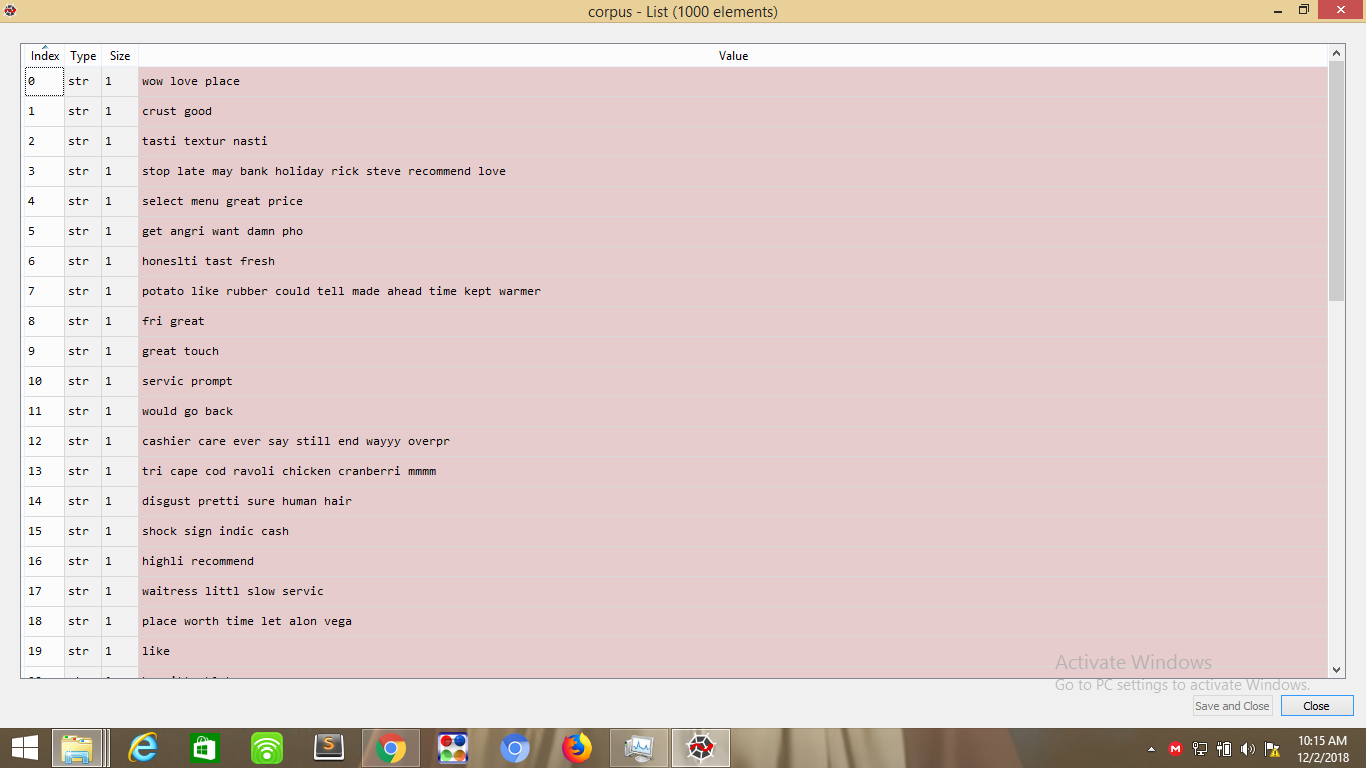 corpus - List (1000 elements)
Index Type Size Value
0 str 1 wow love place
1 str 1 crust good
2 str 1 tasti textur nasti
3 str 1 stop late may bank holiday rick steve recommend love
4 str 1 select menu great price
5 str 1 get angri want damn pho
6 str 1 honeslti tast fresh
7 str 1 potato like rubber could tell made ahead time kept warmer
8 str 1 fri great
9 str 1 great touch
10 str 1 servic prompt
11 str 1 would go back
12 str 1 cashier care ever say still end wayyy overpr
13 str 1 tri cape cod ravoli chicken cranberri mmmm
14 str 1 disgust pretti sure human hair
15 str 1 shock sign indic cash
16 str 1 highli recommend
17 str 1 waitress littl slow servic
18 str 1 place worth time let alon vega
19 str 1 like
Activate Windows
Go to PC settings to activate Windows.
Save and Close Close
10:15 AM
12/2/2018